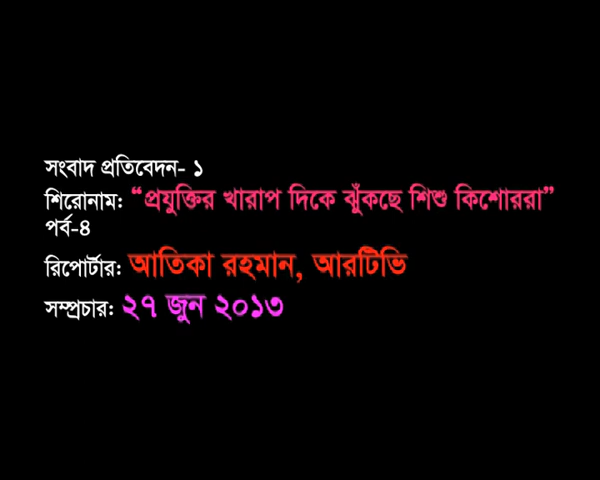 সংবাদ প্রতিবেদন- ১
শিরোনাম: “প্রযুক্তির খারাপ দিকে ঝুঁকছে শিশু কিশোররা”
পর্ব-৪
রিপোর্টার: আতিকা রহমান, আরটিভি
সম্প্রচার: ২৭ জুন ২০১৩